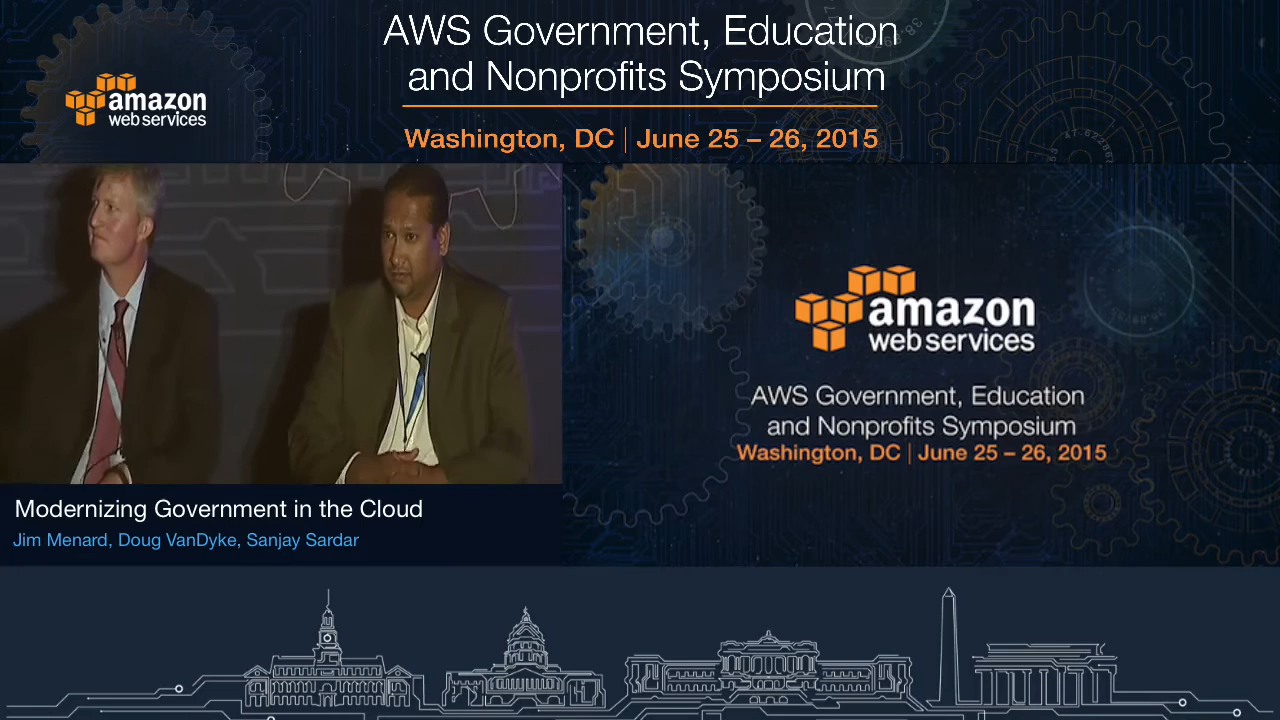 AWS Government, Education
and Nonprofits Symposium
Washington, DC | June 25 – 26, 2015
amazon
web services
amazon
web services
AWS Government, Education
and Nonprofits Symposium
Washington, DC | June 25 – 26, 2015
Modernizing Government in the Cloud
Jim Menard, Doug VanDyke, Sanjay Sardar